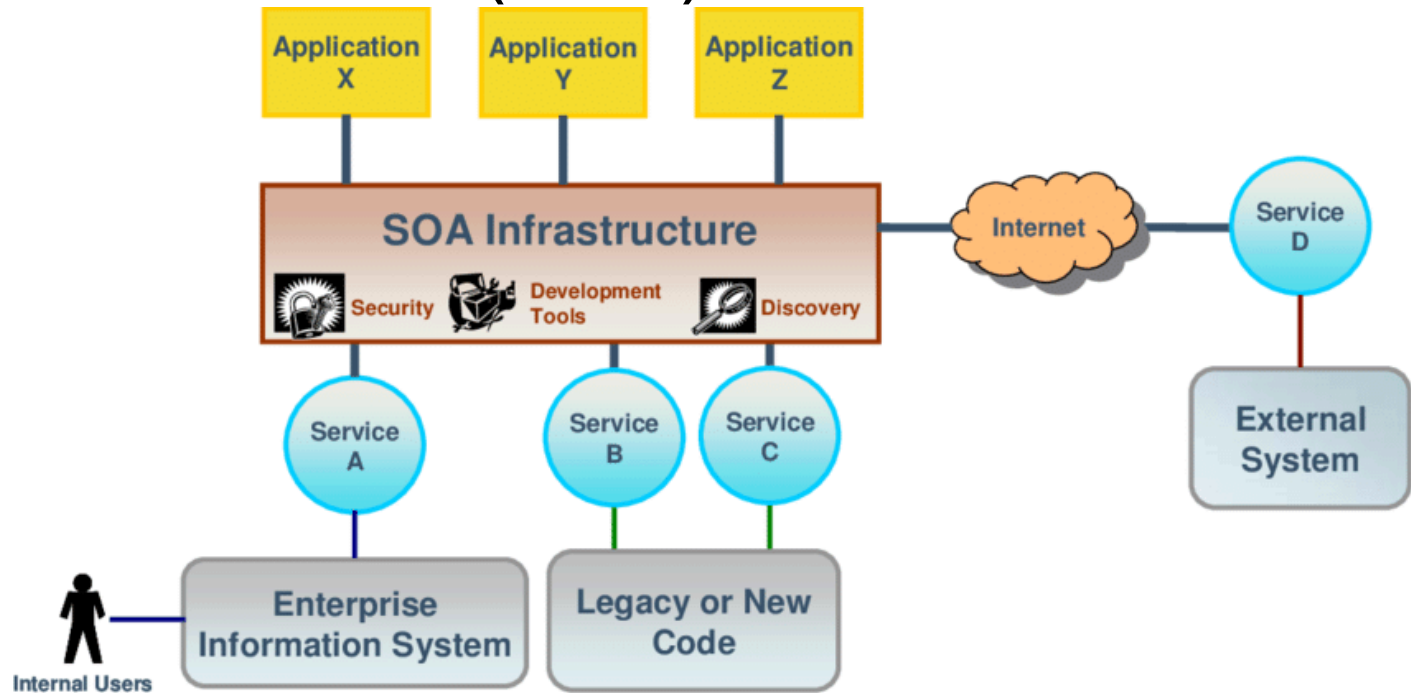 Application
X
Application
Y
Application
Z
SOA Infrastructure
Security
Development
Tools
Discovery
Internet
Service
D
Service
A
Service
B
Service
C
External
System
Enterprise
Information System
Legacy or New
Code
Internal Users